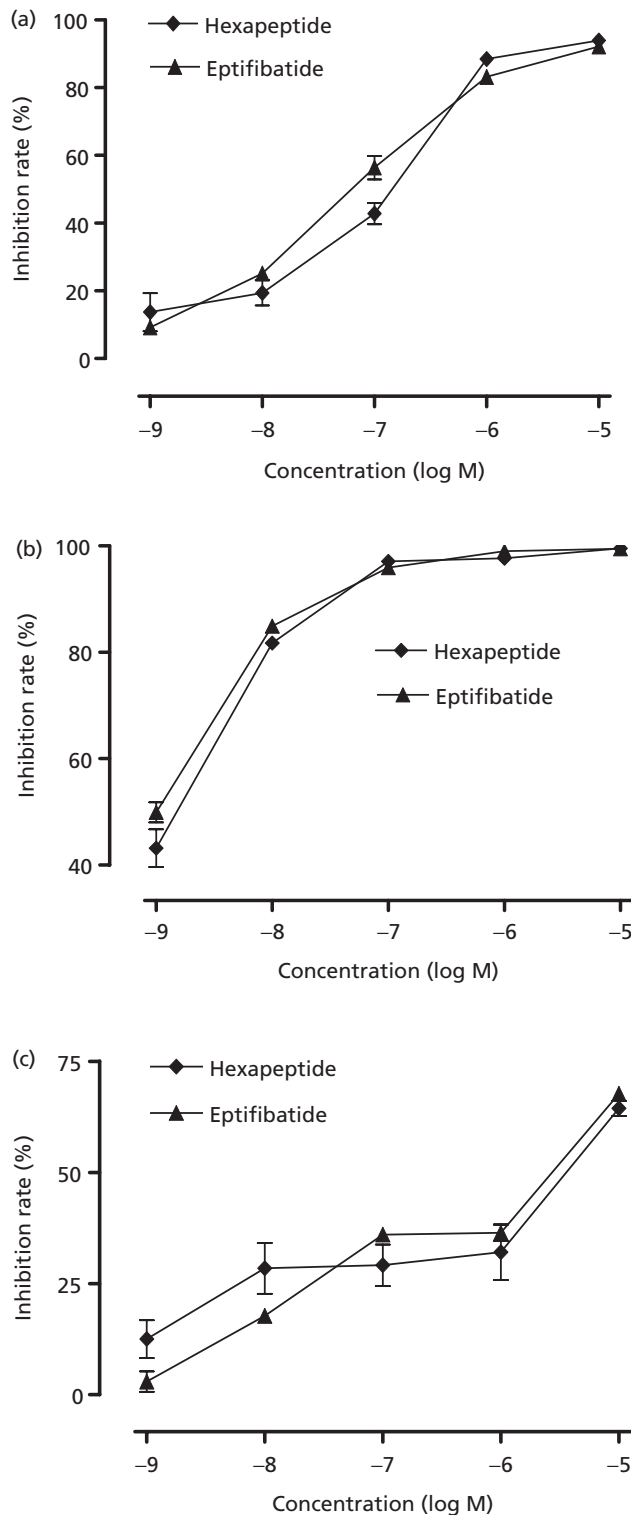 (a)
Hexapeptide
Eptifibatide
Inhibition rate (%)
100
80
60
40
20
0
–9 –8 –7 –6 –5
Concentration (log M)
(b)
Inhibition rate (%)
100
80
60
40
Hexapeptide
Eptifibatide
–9 –8 –7 –6 –5
Concentration (log M)
(c)
Hexapeptide
Eptifibatide
Inhibition rate (%)
75
50
25
0
–9 –8 –7 –6 –5
Concentration (log M)